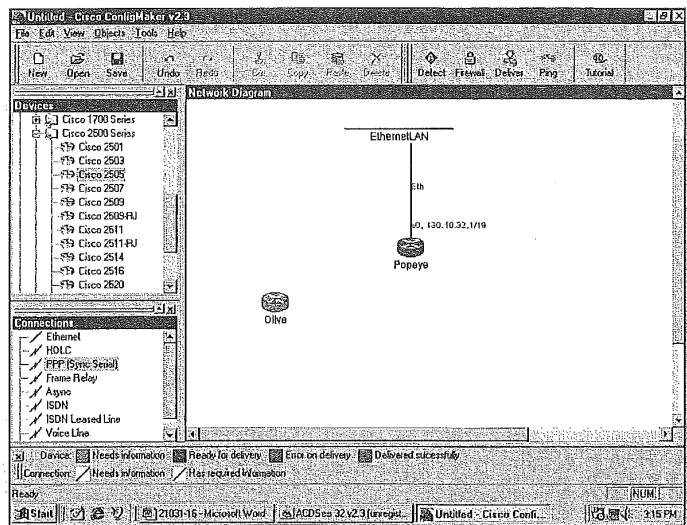 Untitled - Cisco ConfigMaker v2.3
File Edit View Objects Tools Help
New Open Save Undo Redo Cut Copy Paste Delete Detect Firewall Deliver Ping Tutorial
Devices
Network Diagram
Cisco 1700 Series
Cisco 2500 Series
Cisco 2501
Cisco 2503
Cisco 2505
Cisco 2507
Cisco 2509
Cisco 2509-RJ
Cisco 2511
Cisco 2511-RJ
Cisco 2514
Cisco 2516
Cisco 2520
EthernetLAN
Eth
130.10.32.1/19
Popeye
Olive
Connections
Ethernet
HDLC
PPP (Sync Serial)
Frame Relay
Async
ISDN
ISDN Leased Line
Voice Line
Device: Needs information Ready for delivery Error on delivery Delivered sucessfully
Connection: Needs information Has required information
Ready
NUM
Start 21031-16 - Microsoft Word ACDSee 32 v2.3 [unregist... Untitled - Cisco Confi... 3:15 PM